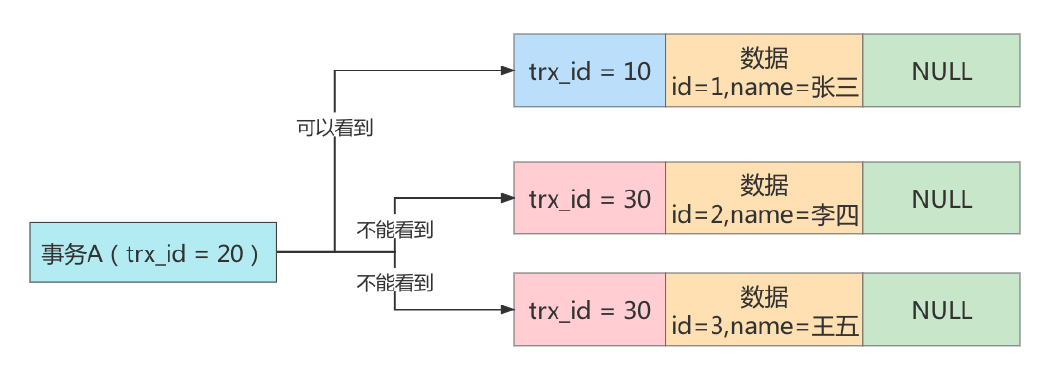 trx_id = 10
数据
id=1,name=张三
NULL
可以看到
trx_id = 30
数据
id=2,name=李四
NULL
不能看到
事务A（trx_id = 20）
不能看到
trx_id = 30
数据
id=3,name=王五
NULL